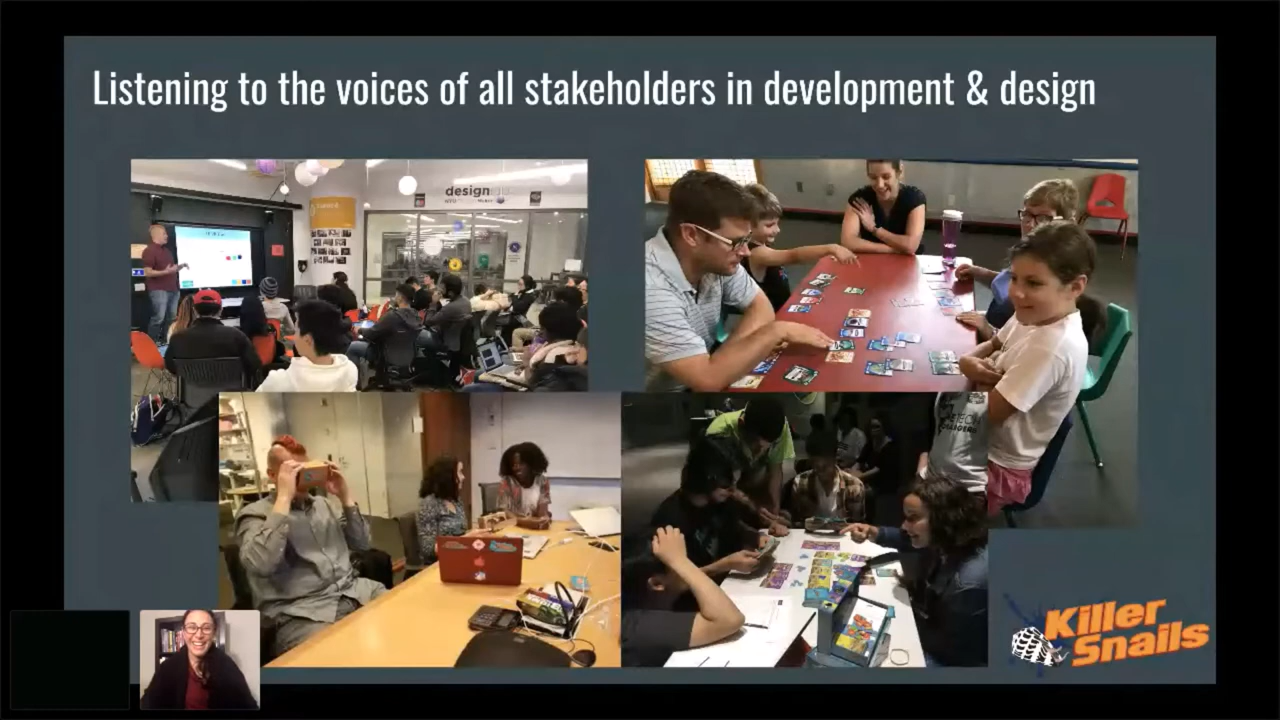 Listening to the voices of all stakeholders in development & design
design
Killer
Snails